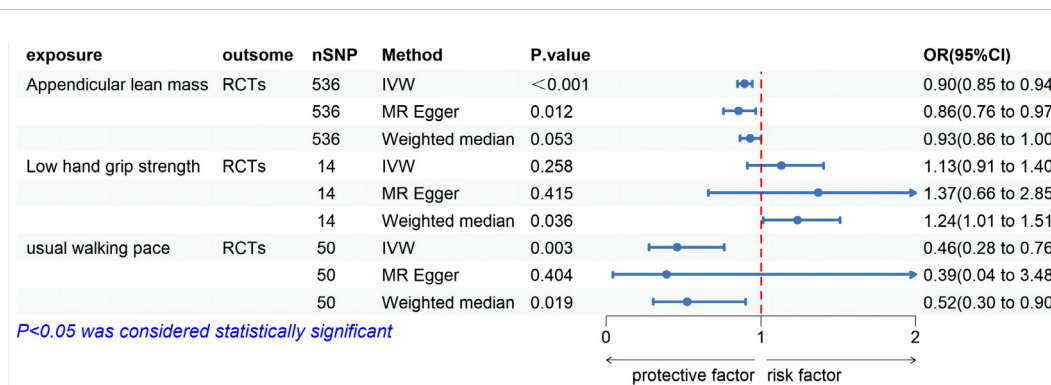 exposure outcome nSNP Method P.value OR(95%CI)
Appendicular lean mass RCTs 536 IVW <0.001 0.90(0.85 to 0.94
536 MR Egger 0.012 0.86(0.76 to 0.97
536 Weighted median 0.053 0.93(0.86 to 1.00
Low hand grip strength RCTs 14 IVW 0.258 1.13(0.91 to 1.40
14 MR Egger 0.415 1.37(0.66 to 2.85
14 Weighted median 0.036 1.24(1.01 to 1.51
usual walking pace RCTs 50 IVW 0.003 0.46(0.28 to 0.76
50 MR Egger 0.404 0.39(0.04 to 3.48
50 Weighted median 0.019 0.52(0.30 to 0.90
P<0.05 was considered statistically significant
0 1 2
protective factor risk factor